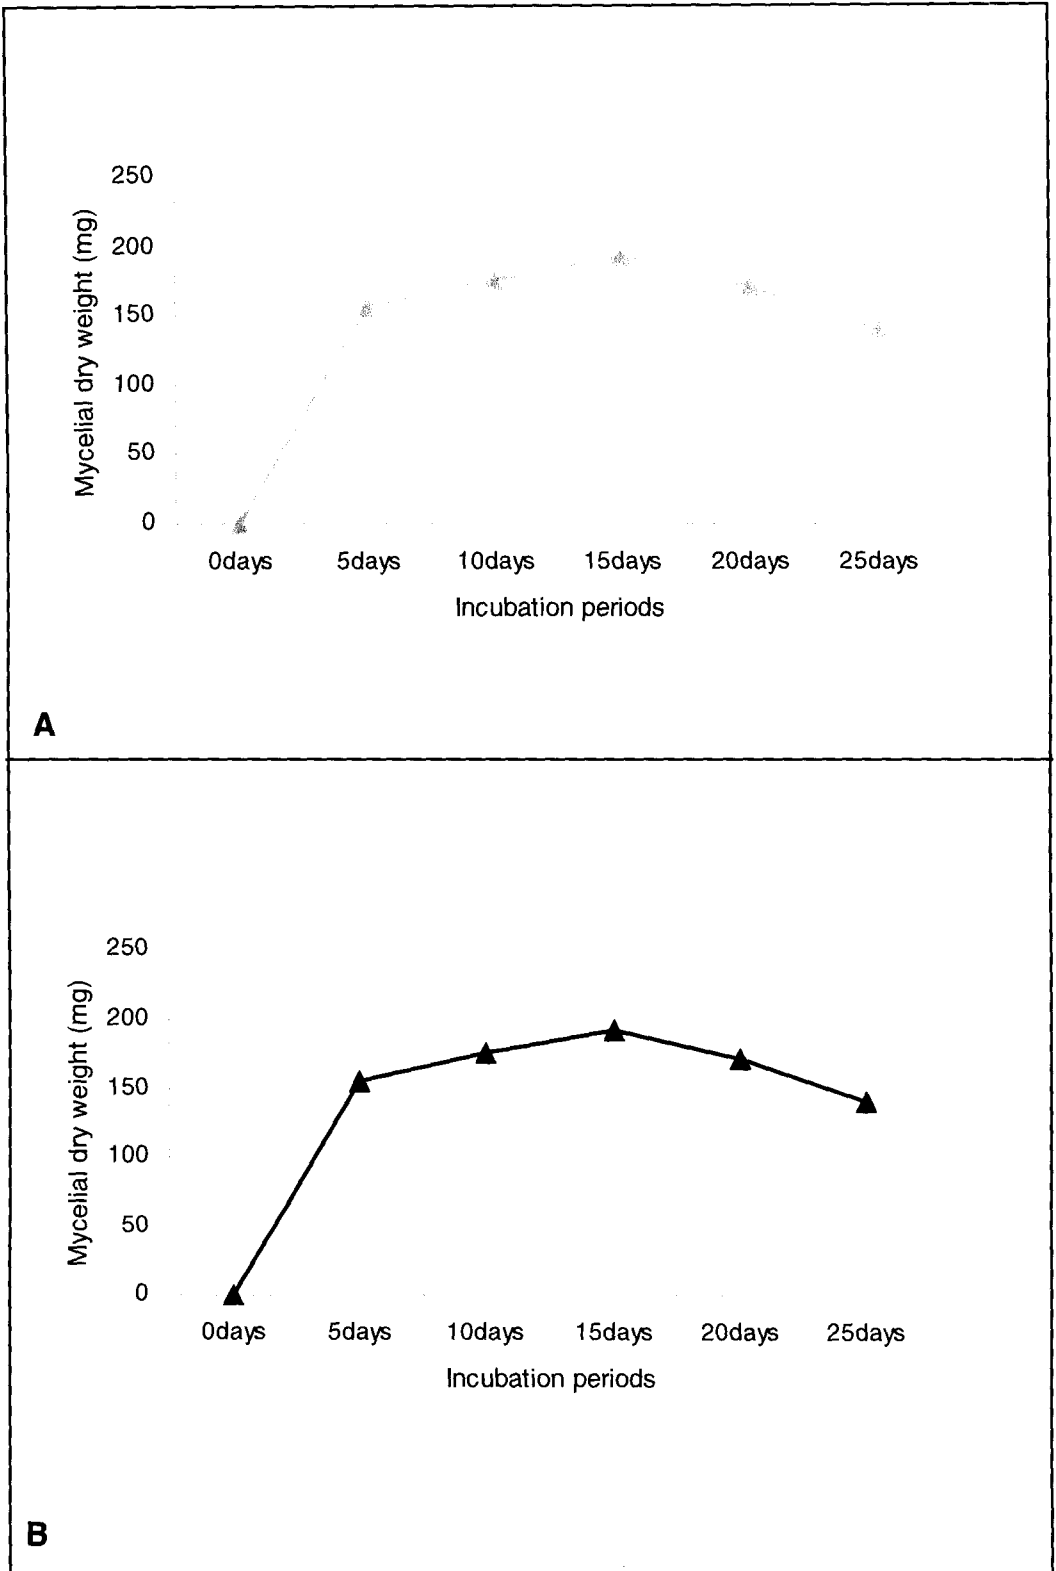 250
200
150
100
50
0
Mycelial dry weight (mg)
0days 5days 10days 15days 20days 25days
Incubation periods
A
250
200
150
100
50
0
Mycelial dry weight (mg)
0days 5days 10days 15days 20days 25days
Incubation periods
B